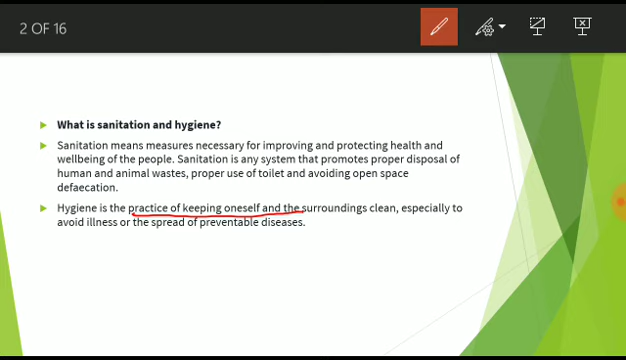 2 OF 16
What is sanitation and hygiene?
Sanitation means measures necessary for improving and protecting health and
wellbeing of the people. Sanitation is any system that promotes proper disposal of
human and animal wastes, proper use of toilet and avoiding open space
defaecation.
Hygiene is the practice of keeping oneself and the surroundings clean, especially to
avoid illness or the spread of preventable diseases.